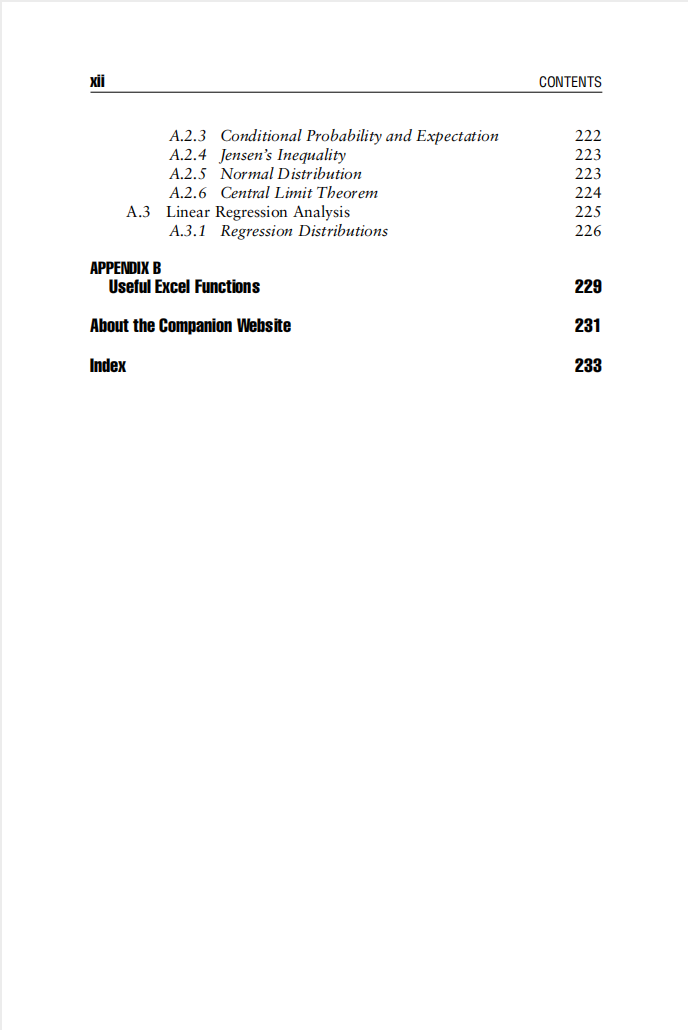 xii CONTENTS
A.2.3 Conditional Probability and Expectation 222
A.2.4 Jensen’s Inequality 223
A.2.5 Normal Distribution 223
A.2.6 Central Limit Theorem 224
A.3 Linear Regression Analysis 225
A.3.1 Regression Distributions 226
APPENDIX B
Useful Excel Functions 229
About the Companion Website 231
Index 233